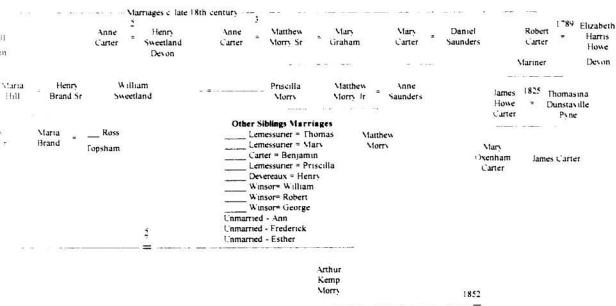 Marriages c late 18th century
2 3 1789 Elizabeth
Anne Henry Anne Matthew Mary Mary Daniel Robert Harris
Carter = Sweetland Carter = Morry Sr = Graham Carter = Saunders Carter = Howe
Devon Mariner Devon
Maria Henry William Priscilla Matthew Anne James 1825 Thomasina
Hill = Brand Sr Sweetland = Morry Morry Jr = Saunders Howe = Dunstaville
Carter Pyne
Other Siblings Marriages
Maria = ___ Ross ____ Lemessurier = Thomas Matthew
Brand ____ Lemessurier = Mary Morry Mary
Topsham ____ Carter = Benjamin Oxenham James Carter
____ Lemessurier = Priscilla Carter
____ Devereaux = Henry
____ Winsor= William
____ Winsor= Robert
____ Winsor= George
Unmarried - Ann
Unmarried - Frederick
5 Unmarried - Esther
=
Arthur
Kemp
Morry 1852